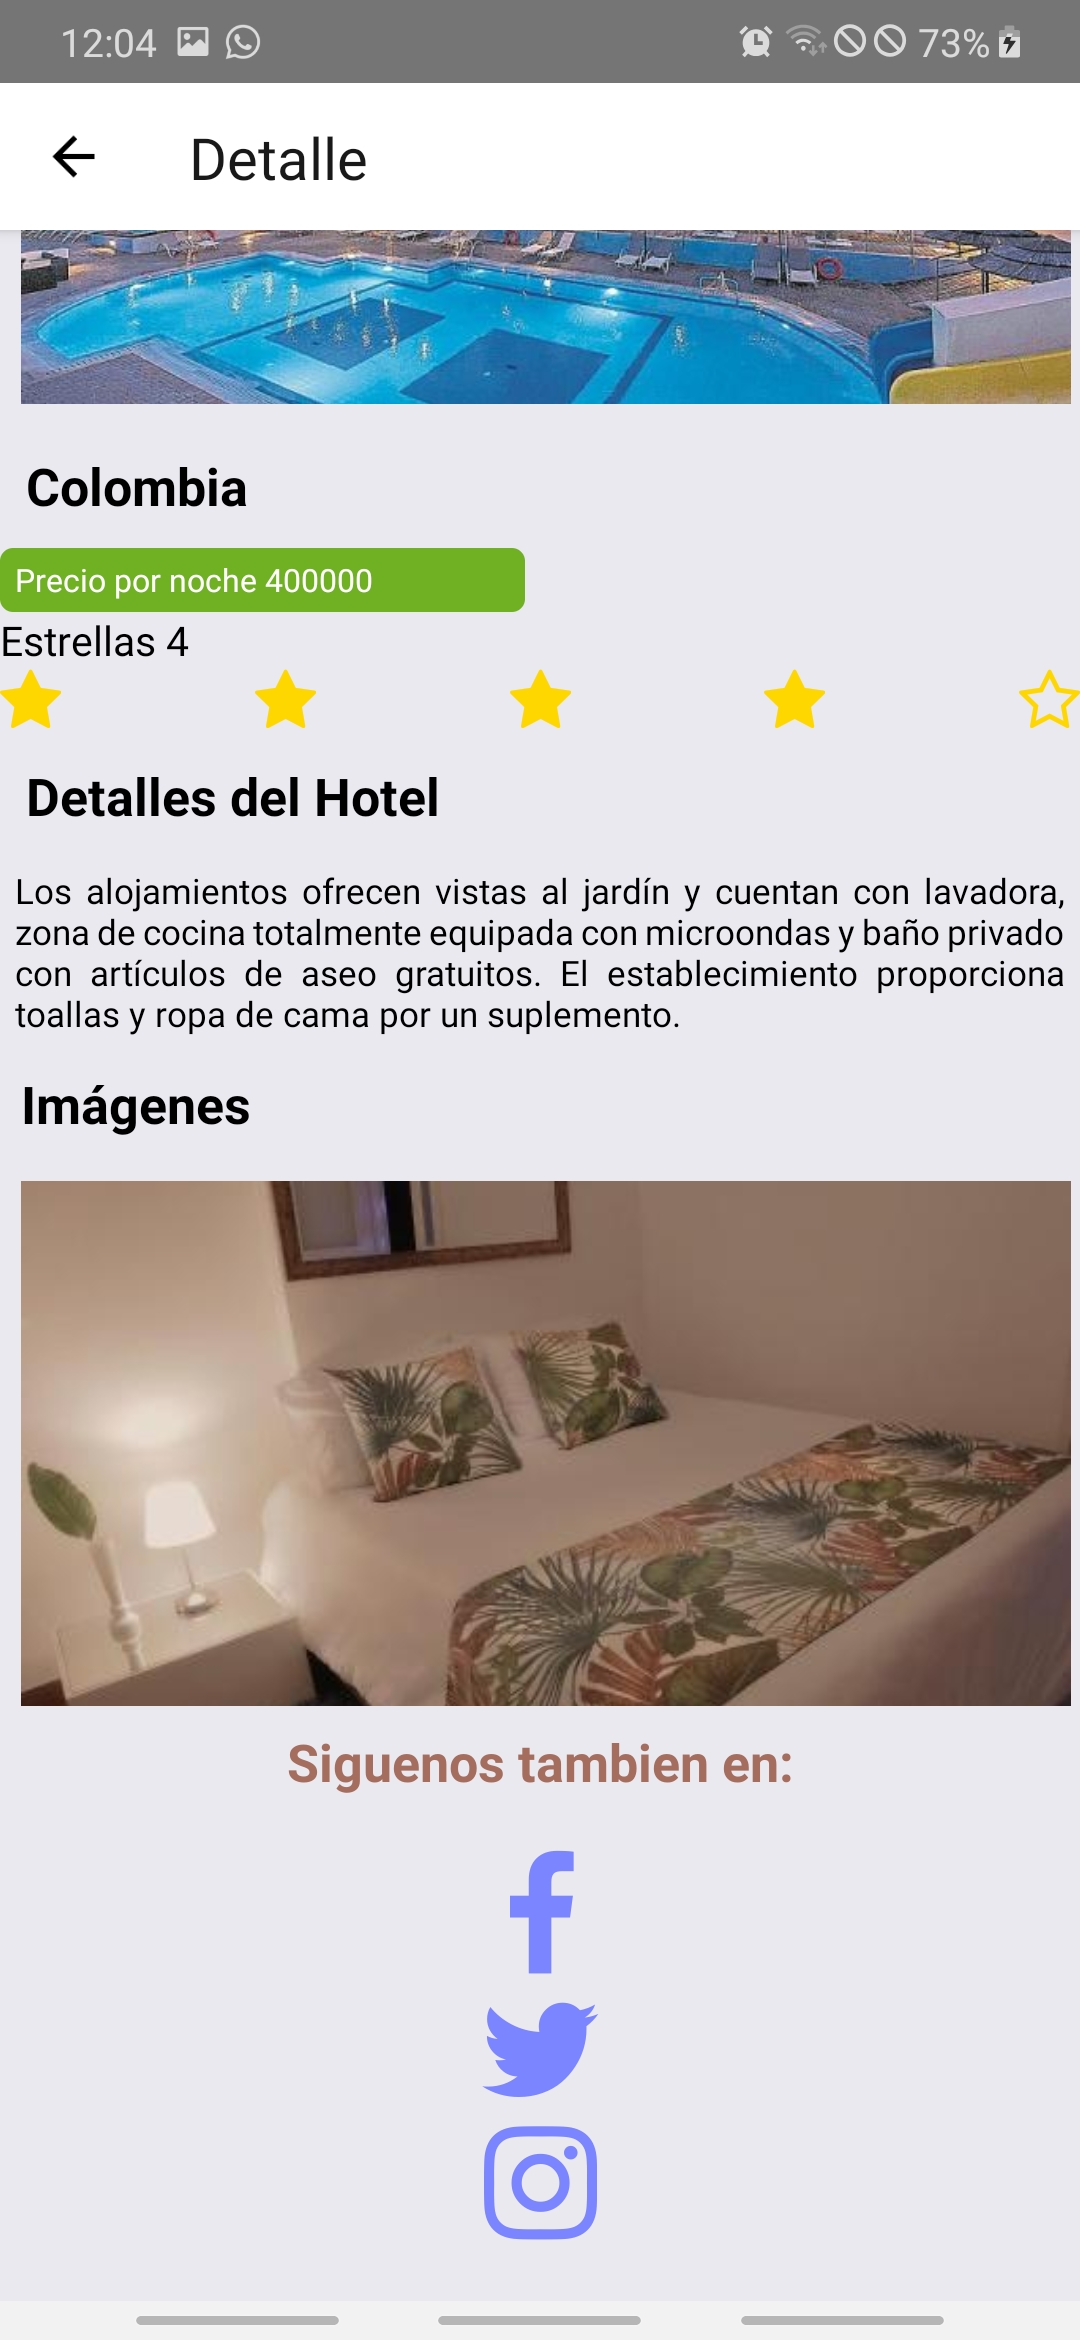 12:04
73%
Detalle
Colombia
Precio por noche 400000
Estrellas 4
Detalles del Hotel
Los alojamientos ofrecen vistas al jardín y cuentan con lavadora,
zona de cocina totalmente equipada con microondas y baño privado
con artículos de aseo gratuitos. El establecimiento proporciona
toallas y ropa de cama por un suplemento.
Imágenes
Siguenos tambien en: